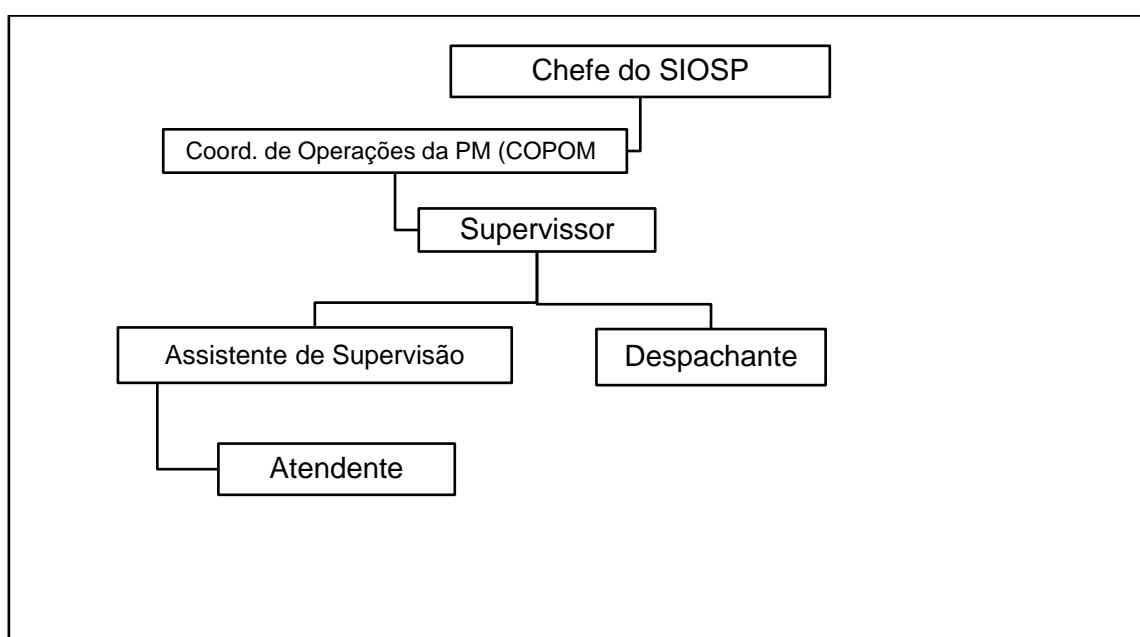 Chefe do SIOSP
Coord. de Operações da PM (COPOM
Supervissor
Assistente de Supervisão
Despachante
Atendente